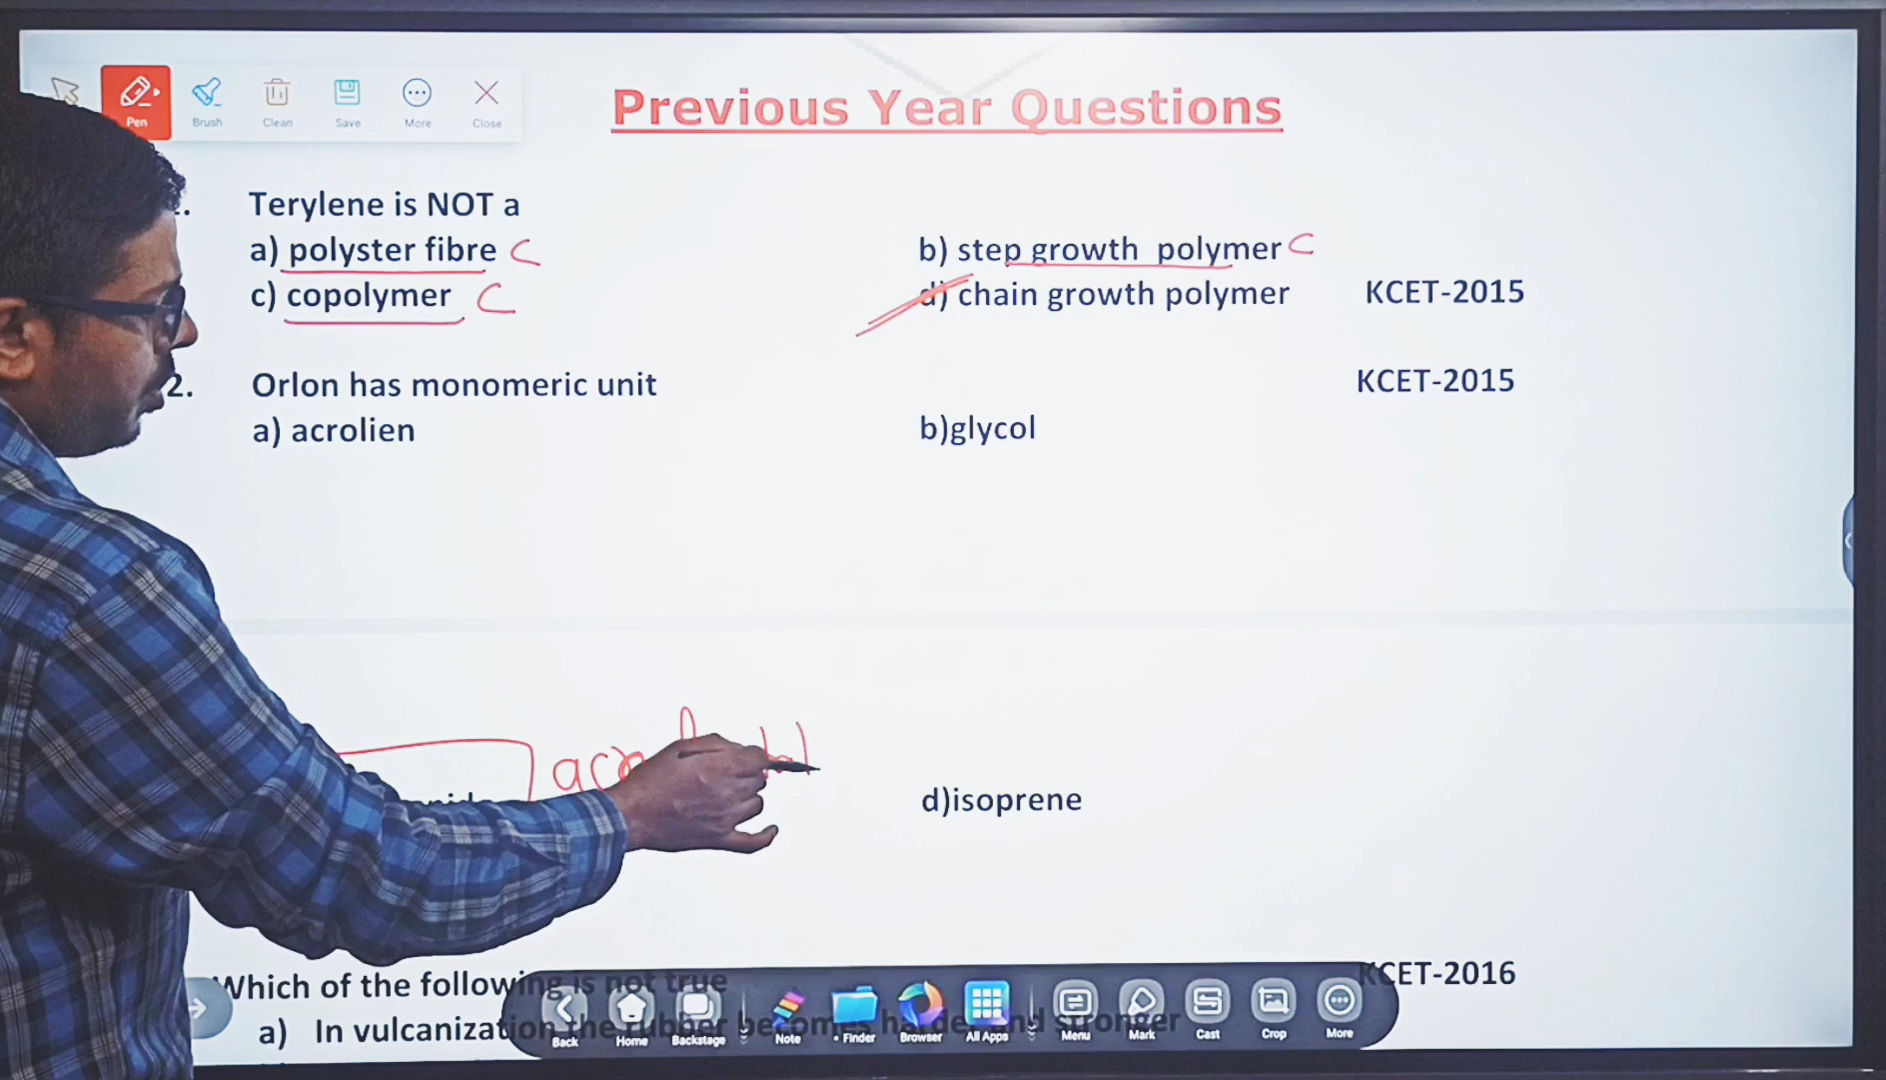 Previous Year Questions
Pen Brush Clean Save More Close
Terylene is NOT a
a) polyster fibre C b) step growth polymer C
c) copolymer C d) chain growth polymer KCET-2015
2. Orlon has monomeric unit KCET-2015
a) acrolien b)glycol
d)isoprene
Which of the following is not true KCET-2016
a) In vulcanization the rubber becomes harder and stronger
Back Home Backstage Note Finder Browser All Apps Menu Mark Cast Crop More